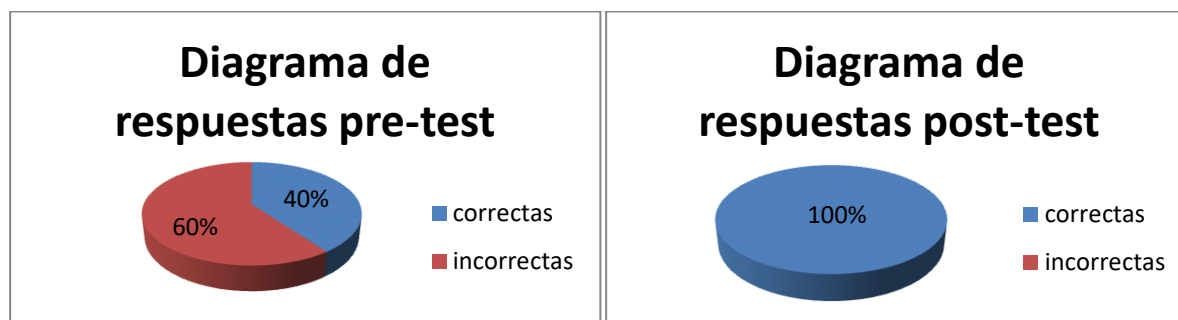 Diagrama de
respuestas pre-test
40%
60%
correctas
incorrectas
Diagrama de
respuestas post-test
100%
correctas
incorrectas